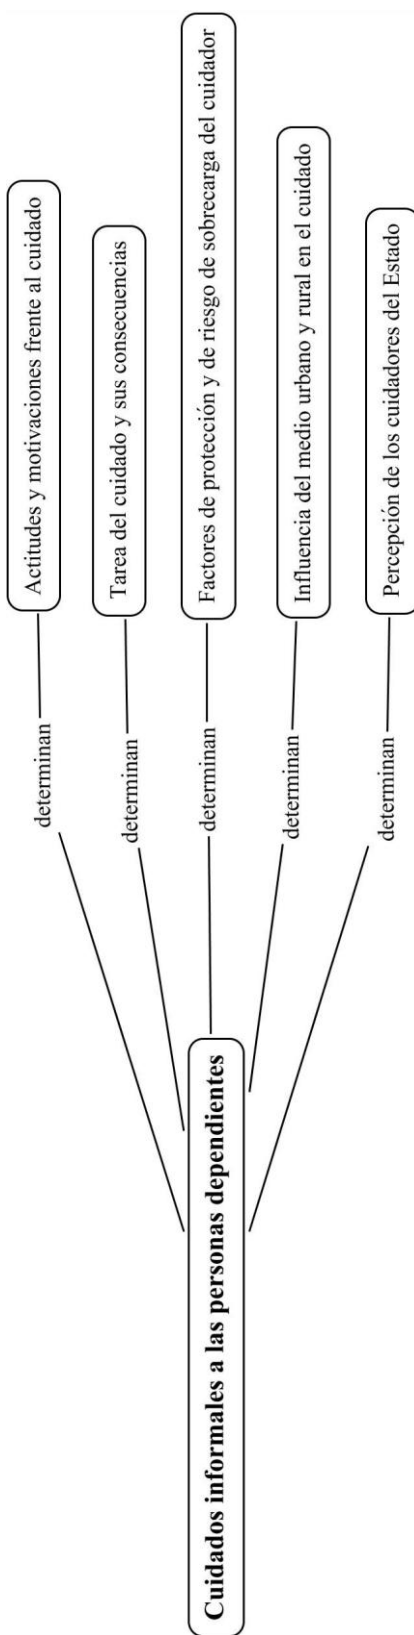 Cuidados informales a las personas dependientes
determinan
Actitudes y motivaciones frente al cuidado
determinan
Tarea del cuidado y sus consecuencias
determinan
Factores de protección y de riesgo de sobrecarga del cuidador
determinan
Influencia del medio urbano y rural en el cuidado
determinan
Percepción de los cuidadores del Estado